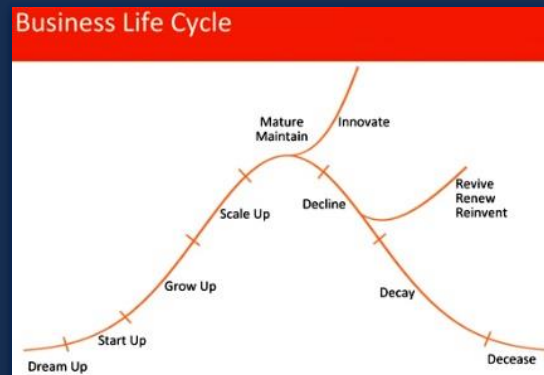 Business Life Cycle
Mature
Maintain
Innovate
Scale Up
Decline
Revive
Renew
Reinvent
Grow Up
Decay
Start Up
Dream Up
Decease